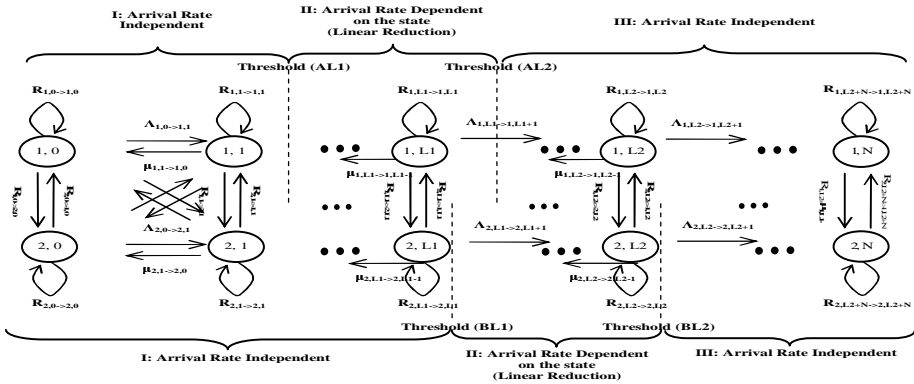 I: Arrival Rate
Independent
II: Arrival Rate Dependent
on the state
(Linear Reduction)
III: Arrival Rate Independent
Threshold (AL1)
Threshold (AL2)
R1,0->1,0
R1,1->1,1
R1,L1->1,L1
R1,L2->1,L2
R1,L2+N->1,L2+N
Λ1,0->1,1
Λ1,L1->1,L1+1
Λ1,L2->1,L2+1
1, 0
1, 1
1, L1
1, L2
1, N
μ1,1->1,0
μ1,L1->1,L1-1
μ1,L2->1,L2-1
Λ2,0->2,1
Λ2,L1->2,L1+1
Λ2,L2->2,L2+1
2, 0
2, 1
2, L1
2, L2
2, N
μ2,1->2,0
μ2,L1->2,L1-1
μ2,L2->2,L2-1
R2,0->2,0
R2,1->2,1
R2,L1->2,L1
R2,L2->2,L2
R2,L2+N->2,L2+N
Threshold (BL1)
Threshold (BL2)
I: Arrival Rate Independent
II: Arrival Rate Dependent
on the state
(Linear Reduction)
III: Arrival Rate Independent